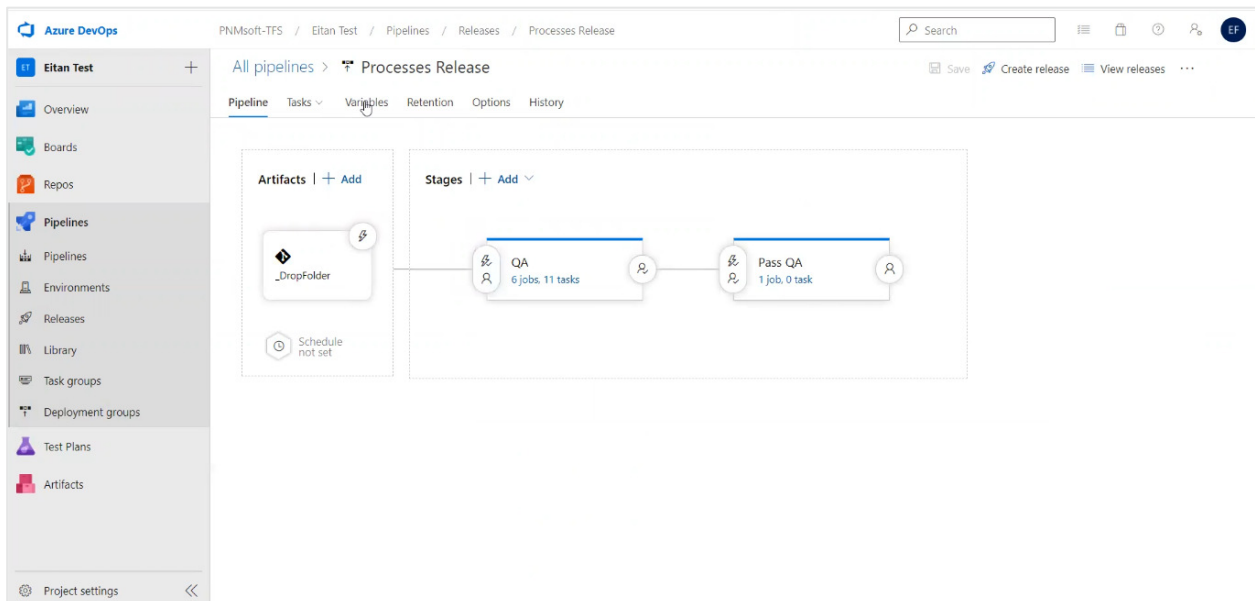 Azure DevOps
PNMsoft-TFS / Eitan Test / Pipelines / Releases / Processes Release
Search
EF
ET
Eitan Test
All pipelines > Processes Release
Save
Create release
View releases
Pipeline
Tasks
Variables
Retention
Options
History
Overview
Boards
Repos
Pipelines
Pipelines
Environments
Releases
Library
Task groups
Deployment groups
Test Plans
Artifacts
Project settings
Artifacts | + Add
_DropFolder
Schedule
not set
Stages | + Add
QA
6 jobs, 11 tasks
Pass QA
1 job, 0 task